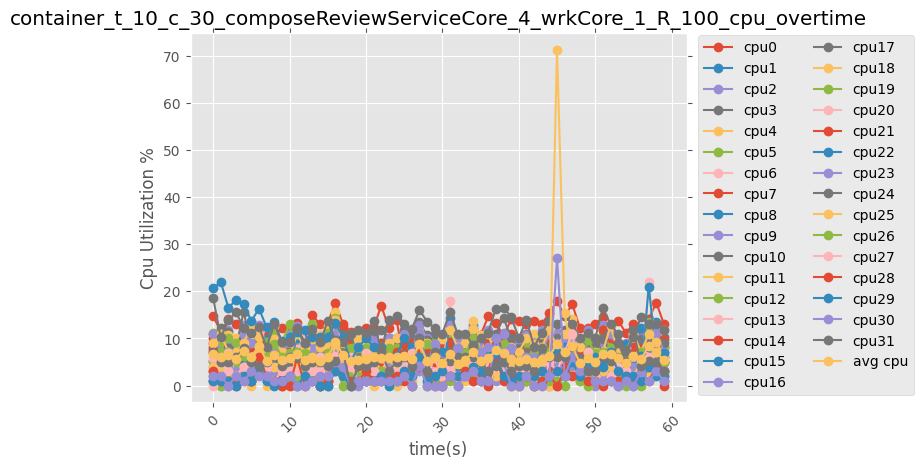 container_t_10_c_30_composeReviewServiceCore_4_wrkCore_1_R_100_cpu_overtime
Cpu Utilization %
70
60
50
40
30
20
10
0
0
10
20
30
40
50
60
time(s)
cpu0
cpu1
cpu2
cpu3
cpu4
cpu5
cpu6
cpu7
cpu8
cpu9
cpu10
cpu11
cpu12
cpu13
cpu14
cpu15
cpu16
cpu17
cpu18
cpu19
cpu20
cpu21
cpu22
cpu23
cpu24
cpu25
cpu26
cpu27
cpu28
cpu29
cpu30
cpu31
avg cpu